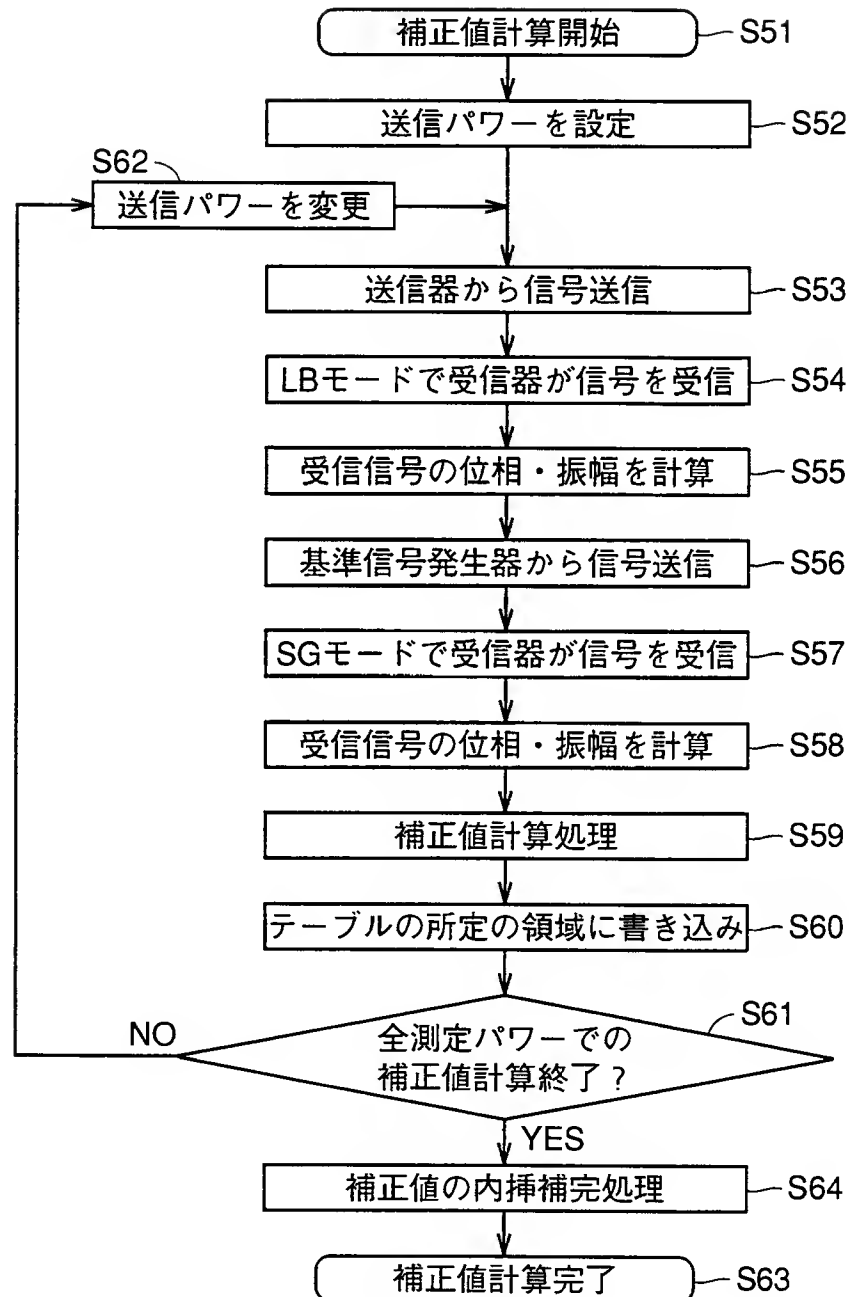 補正値計算開始 S51
送信パワーを設定 S52
S62
送信パワーを変更
送信器から信号送信 S53
LBモードで受信器が信号を受信 S54
受信信号の位相・振幅を計算 S55
基準信号発生器から信号送信 S56
SGモードで受信器が信号を受信 S57
受信信号の位相・振幅を計算 S58
補正値計算処理 S59
テーブルの所定の領域に書き込み S60
S61
NO
全測定パワーでの
補正値計算終了？
YES
補正値の内挿補完処理 S64
補正値計算完了 S63